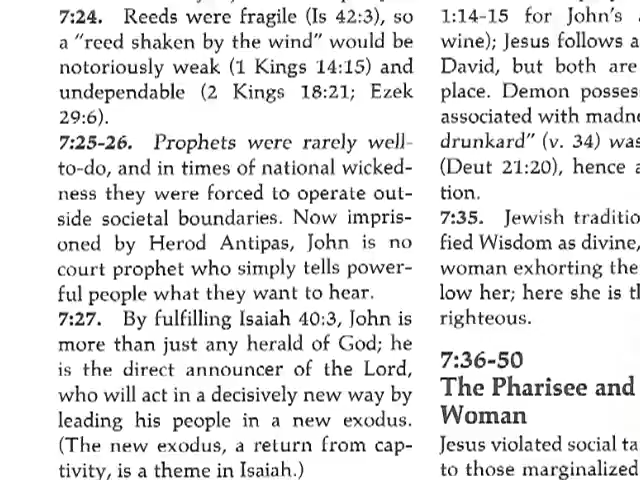 7:24. Reeds were fragile (Is 42:3), so
a "reed shaken by the wind" would be
notoriously weak (1 Kings 14:15) and
undependable (2 Kings 18:21; Ezek
29:6).
7:25-26. Prophets were rarely well-
to-do, and in times of national wicked-
ness they were forced to operate out-
side societal boundaries. Now impris-
oned by Herod Antipas, John is no
court prophet who simply tells power-
ful people what they want to hear.
7:27. By fulfilling Isaiah 40:3, John is
more than just any herald of God; he
is the direct announcer of the Lord,
who will act in a decisively new way by
leading his people in a new exodus.
(The new exodus, a return from cap-
tivity, is a theme in Isaiah.)
1:14-15 for John's
wine); Jesus follows a
David, but both are
place. Demon posses
associated with madn
drunkard" (v. 34) was
(Deut 21:20), hence a
tion.
7:35. Jewish traditio
fied Wisdom as divine,
woman exhorting the
low her; here she is th
righteous.
7:36-50
The Pharisee and
Woman
Jesus violated social ta
to those marginalized